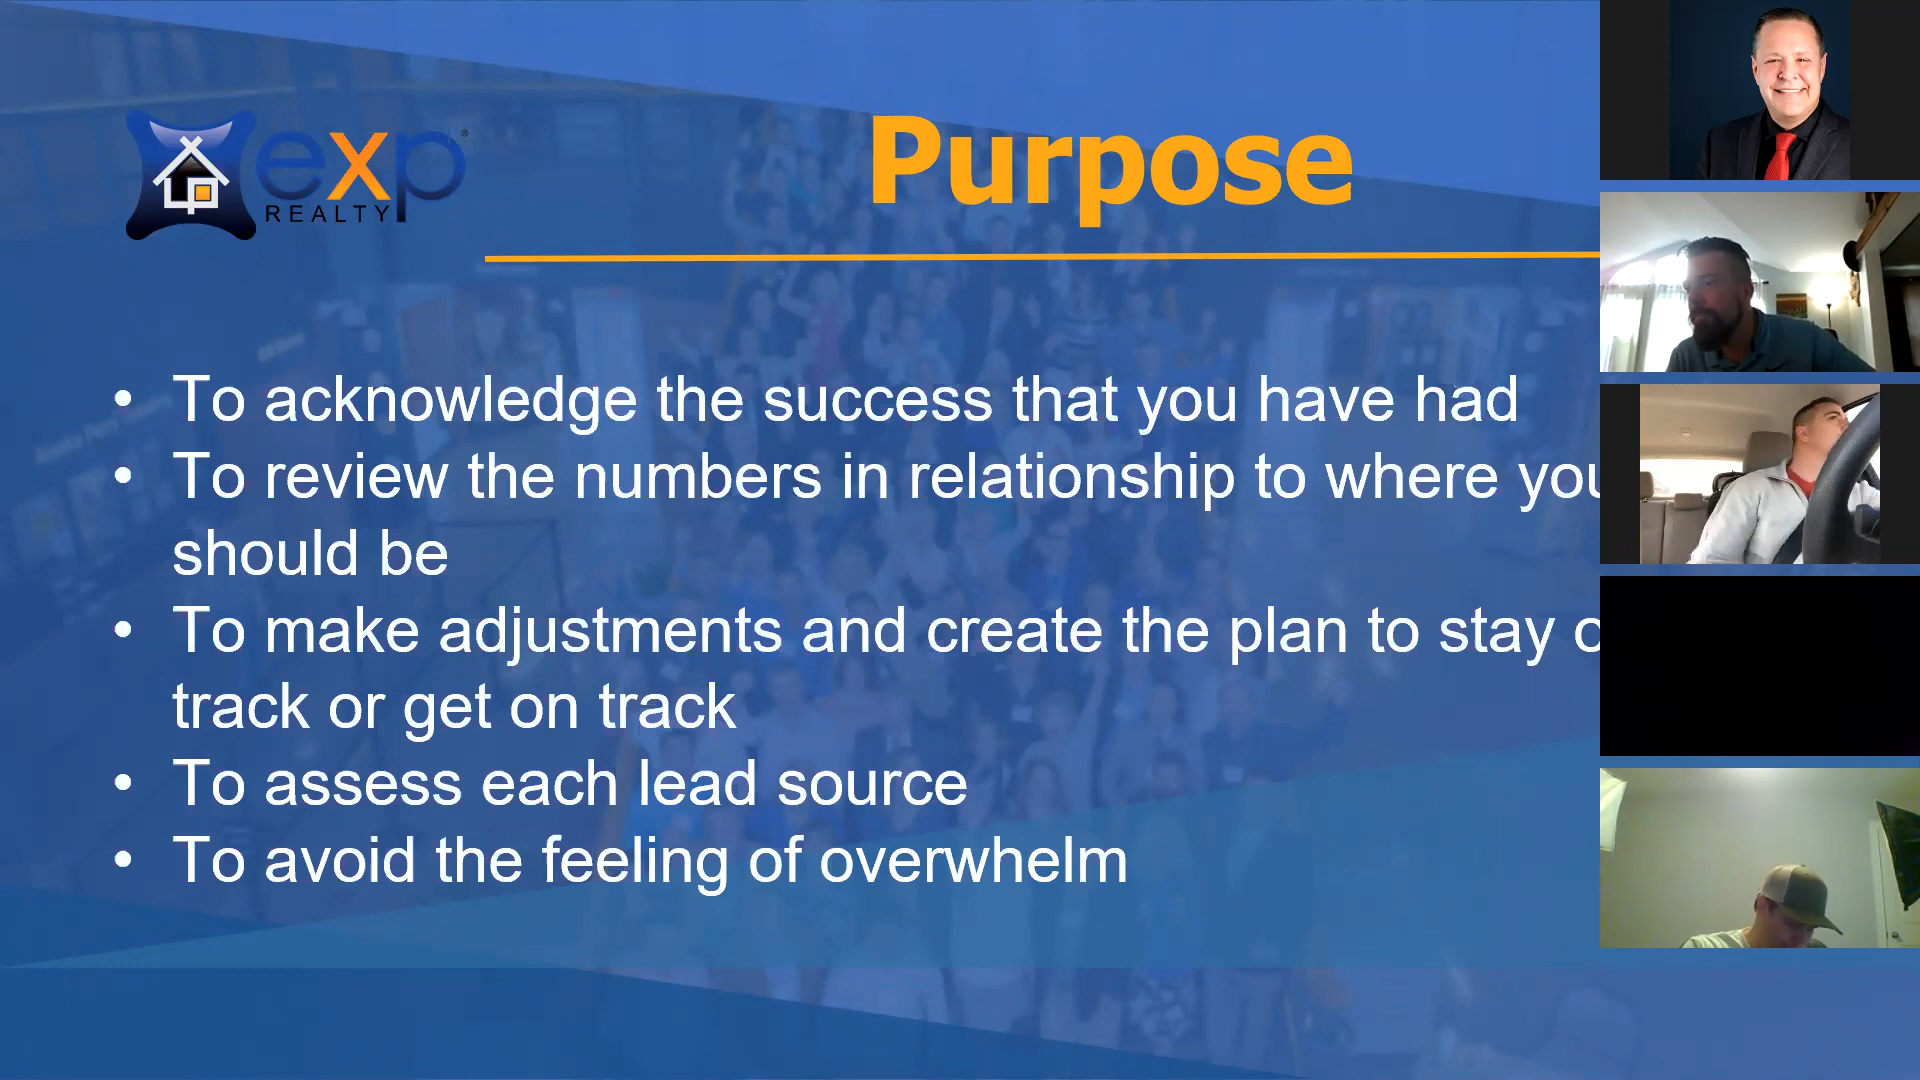 exp®
REALTY
Purpose
• To acknowledge the success that you have had
• To review the numbers in relationship to where you
should be
• To make adjustments and create the plan to stay
track or get on track
• To assess each lead source
• To avoid the feeling of overwhelm